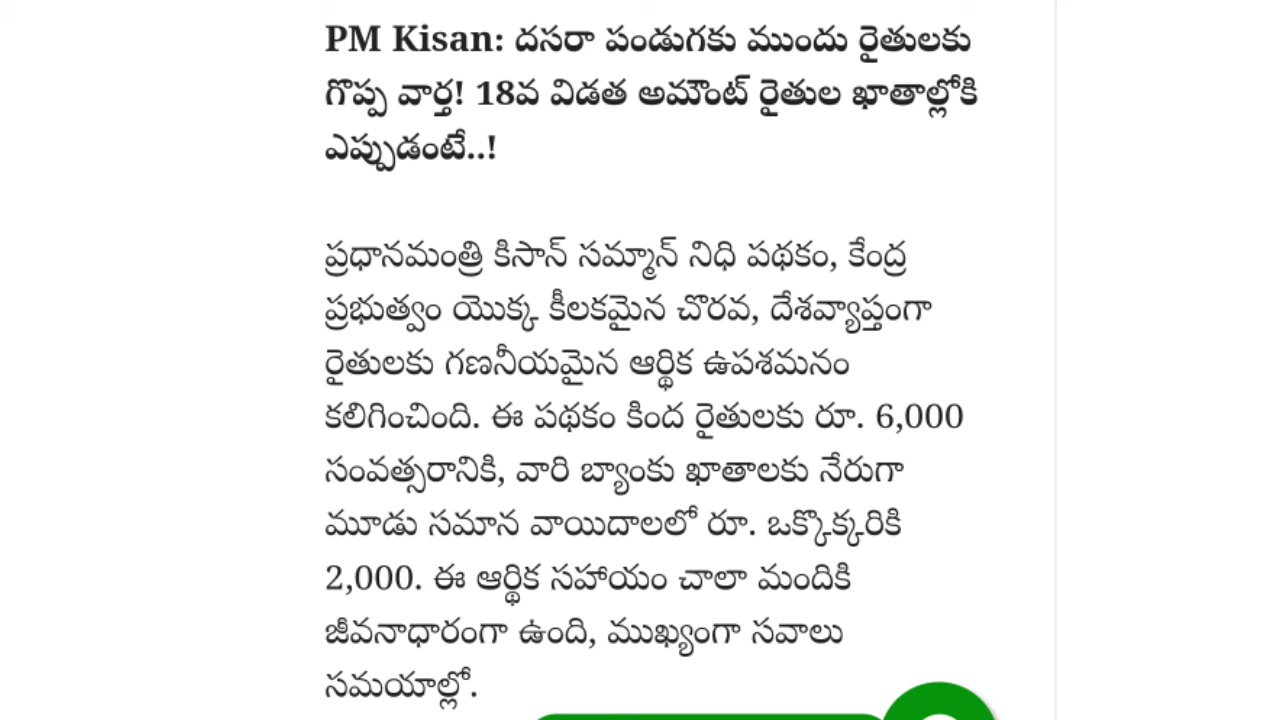 PM Kisan: దసరా పండుగకు ముందు రైతులకు
గొప్ప వార్త! 18వ విడత అమౌంట్ రైతుల ఖాతాల్లోకి
ఎప్పుడంటే..!
ప్రధానమంత్రి కిసాన్ సమ్మాన్ నిధి పథకం, కేంద్ర
ప్రభుత్వం యొక్క కీలకమైన చొరవ, దేశవ్యాప్తంగా
రైతులకు గణనీయమైన ఆర్థిక ఉపశమనం
కలిగించింది. ఈ పథకం కింద రైతులకు రూ. 6,000
సంవత్సరానికి, వారి బ్యాంకు ఖాతాలకు నేరుగా
మూడు సమాన వాయిదాలలో రూ. ఒక్కొక్కరికి
2,000. ఈ ఆర్థిక సహాయం చాలా మందికి
జీవనాధారంగా ఉంది, ముఖ్యంగా సవాలు
సమయాల్లో.